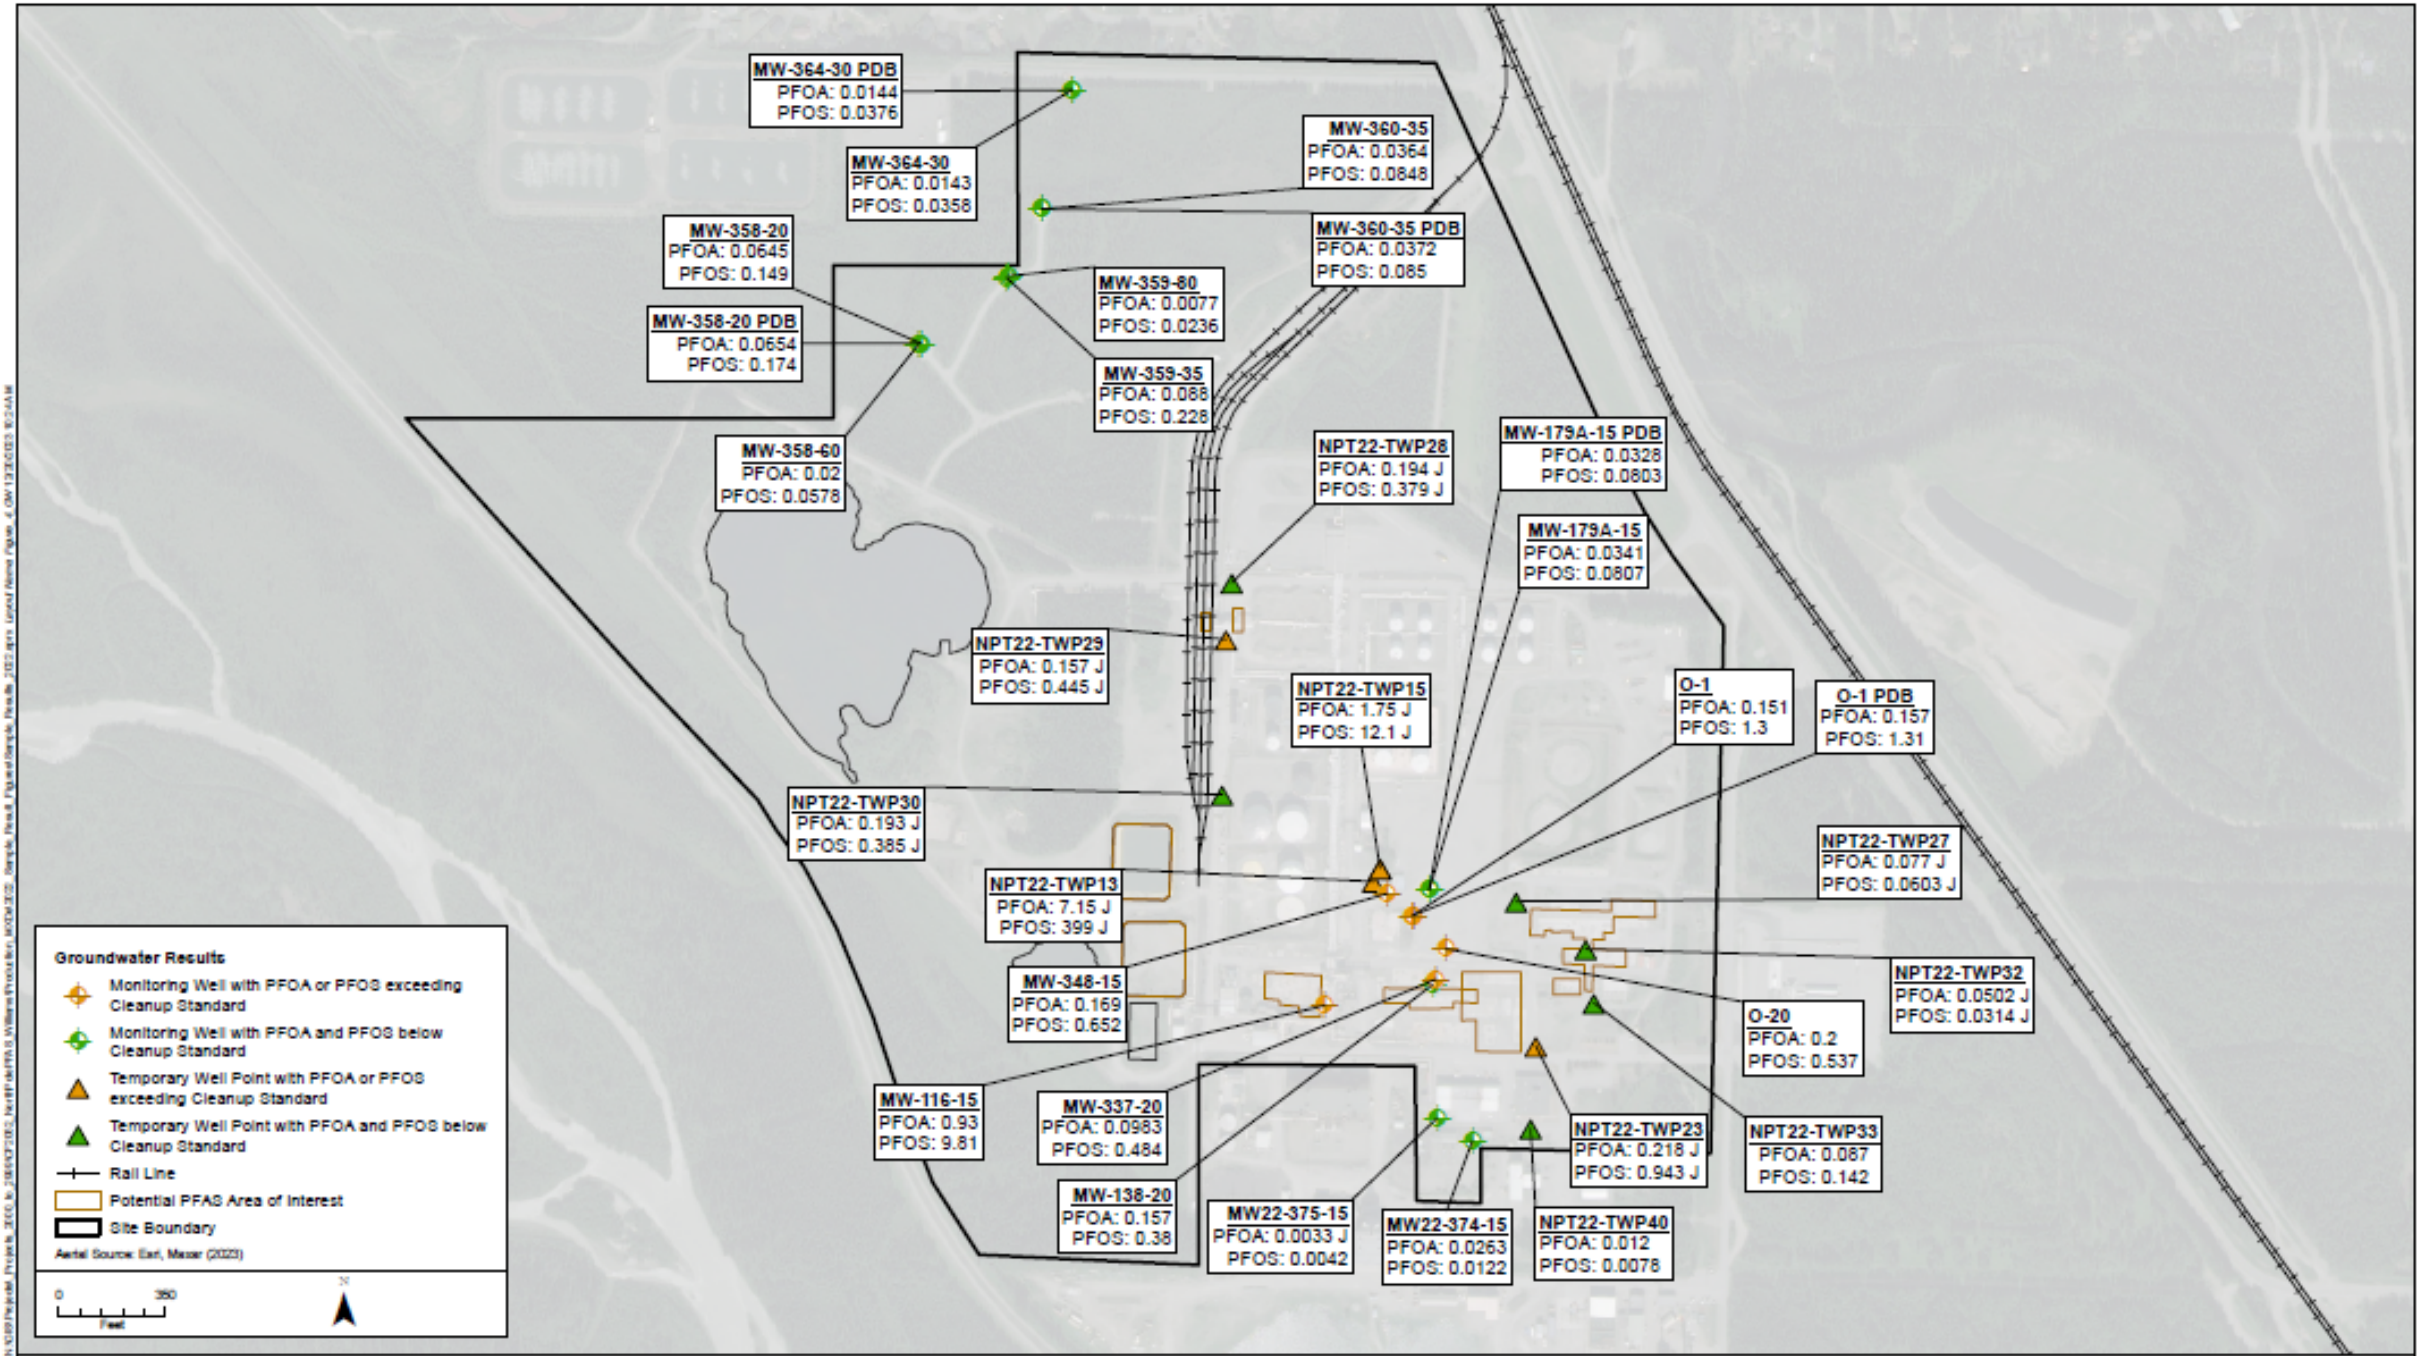 MW-364-30 PDB
PFOA: 0.0144
PFOS: 0.0376
MW-364-30
PFOA: 0.0143
PFOS: 0.0358
MW-360-35
PFOA: 0.0364
PFOS: 0.0848
MW-360-35 PDB
PFOA: 0.0372
PFOS: 0.085
MW-358-20
PFOA: 0.0645
PFOS: 0.149
MW-358-20 PDB
PFOA: 0.0654
PFOS: 0.174
MW-359-80
PFOA: 0.0077
PFOS: 0.0236
MW-359-35
PFOA: 0.088
PFOS: 0.228
MW-358-60
PFOA: 0.02
PFOS: 0.0578
NPT22-TWP28
PFOA: 0.194 J
PFOS: 0.379 J
MW-179A-15 PDB
PFOA: 0.0328
PFOS: 0.0803
MW-179A-15
PFOA: 0.0341
PFOS: 0.0807
NPT22-TWP29
PFOA: 0.157 J
PFOS: 0.445 J
NPT22-TWP15
PFOA: 1.75 J
PFOS: 12.1 J
O-1
PFOA: 0.151
PFOS: 1.3
O-1 PDB
PFOA: 0.157
PFOS: 1.31
NPT22-TWP30
PFOA: 0.193 J
PFOS: 0.385 J
NPT22-TWP27
PFOA: 0.077 J
PFOS: 0.0603 J
NPT22-TWP13
PFOA: 7.15 J
PFOS: 399 J
MW-348-15
PFOA: 0.169
PFOS: 0.652
NPT22-TWP32
PFOA: 0.0502 J
PFOS: 0.0314 J
O-20
PFOA: 0.2
PFOS: 0.537
MW-116-15
PFOA: 0.93
PFOS: 9.81
MW-337-20
PFOA: 0.0983
PFOS: 0.484
NPT22-TWP23
PFOA: 0.218 J
PFOS: 0.943 J
NPT22-TWP33
PFOA: 0.087
PFOS: 0.142
MW-138-20
PFOA: 0.157
PFOS: 0.38
MW22-375-15
PFOA: 0.0033 J
PFOS: 0.0042
MW22-374-15
PFOA: 0.0263
PFOS: 0.0122
NPT22-TWP40
PFOA: 0.012
PFOS: 0.0078
Groundwater Results
Monitoring Well with PFOA or PFOS exceeding
Cleanup Standard
Monitoring Well with PFOA and PFOS below
Cleanup Standard
Temporary Well Point with PFOA or PFOS
exceeding Cleanup Standard
Temporary Well Point with PFOA and PFOS below
Cleanup Standard
Rail Line
Potential PFAS Area of Interest
Site Boundary
Aerial Source: Esri, Maxar (2023)
0 350
Feet
N